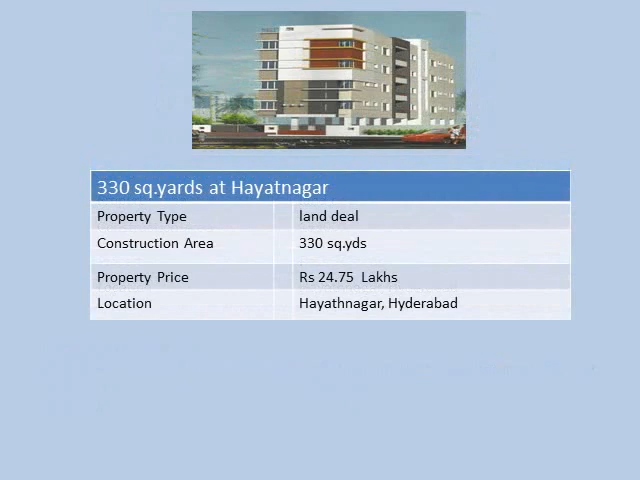 330 sq.yards at Hayatnagar
Property Type land deal
Construction Area 330 sq.yds
Property Price Rs 24.75 Lakhs
Location Hayathnagar, Hyderabad